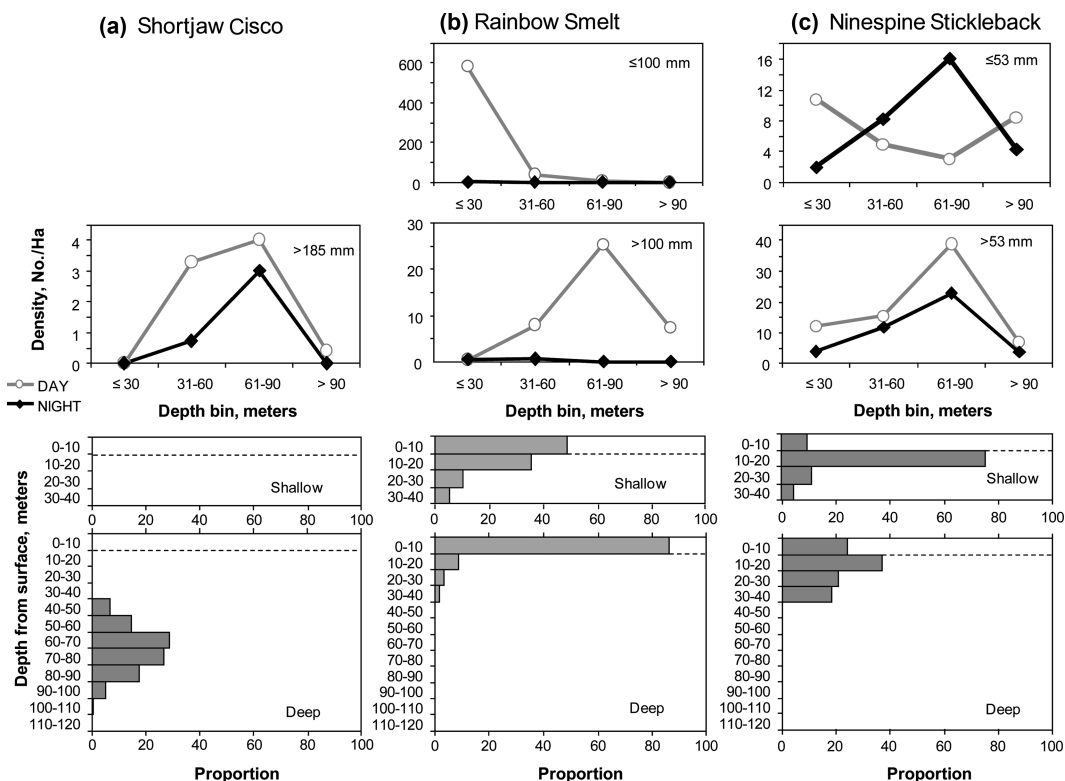 (a) Shortjaw Cisco
(b) Rainbow Smelt
(c) Ninespine Stickleback
600
400
200
0
≤100 mm
≤ 30 31-60 61-90 > 90
16
12
8
4
0
≤53 mm
≤ 30 31-60 61-90 > 90
Density, No./Ha
4
3
2
1
0
>185 mm
≤ 30 31-60 61-90 > 90
Depth bin, meters
30
20
10
0
>100 mm
≤ 30 31-60 61-90 > 90
Depth bin, meters
40
30
20
10
0
>53 mm
≤ 30 31-60 61-90 > 90
Depth bin, meters
DAY
NIGHT
Depth from surface, meters
0-10
10-20
20-30
30-40
Shallow
0 20 40 60 80 100
0-10
10-20
20-30
30-40
Shallow
0 20 40 60 80 100
0-10
10-20
20-30
30-40
Shallow
0 20 40 60 80 100
0-10
10-20
20-30
30-40
40-50
50-60
60-70
70-80
80-90
90-100
100-110
110-120
Deep
0 20 40 60 80 100
Proportion
0-10
10-20
20-30
30-40
40-50
50-60
60-70
70-80
80-90
90-100
100-110
110-120
Deep
0 20 40 60 80 100
Proportion
0-10
10-20
20-30
30-40
40-50
50-60
60-70
70-80
80-90
90-100
100-110
110-120
Deep
0 20 40 60 80 100
Proportion